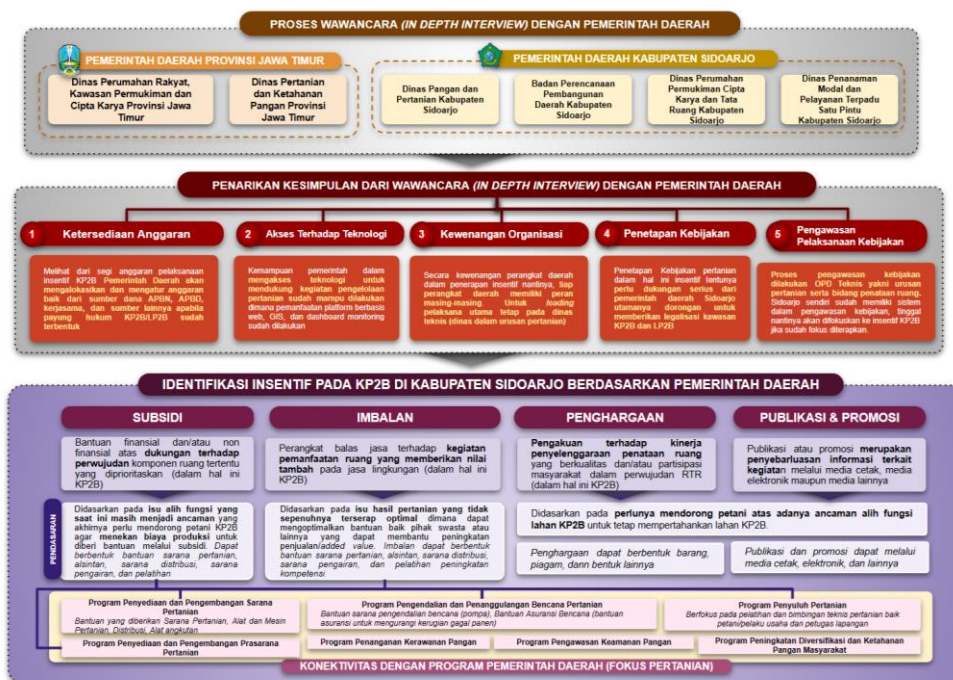 PROSES WAWANCARA (IN DEPTH INTERVIEW) DENGAN PEMERINTAH DAERAH
PEMERINTAH DAERAH PROVINSI JAWA TIMUR
Dinas Perumahan Rakyat,
Kawasan Permukiman dan
Cipta Karya Provinsi Jawa
Timur
Dinas Pertanian
dan Ketahanan
Pangan Provinsi
Jawa Timur
PEMERINTAH DAERAH KABUPATEN SIDOARJO
Dinas Pangan dan
Pertanian Kabupaten
Sidoarjo
Badan Perencanaan
Pembangunan
Daerah Kabupaten
Sidoarjo
Dinas Perumahan
Permukiman Cipta
Karya dan Tata
Ruang Kabupaten
Sidoarjo
Dinas Penanaman
Modal dan
Pelayanan Terpadu
Satu Pintu
Kabupaten Sidoarjo
PENARIKAN KESIMPULAN DARI WAWANCARA (IN DEPTH INTERVIEW) DENGAN PEMERINTAH DAERAH
1 Ketersediaan Anggaran
Melihat dari segi anggaran pelaksanaan
insentif KP2B Pemerintah Daerah akan
mengalokasikan dan mengatur anggaran
baik dari sumber dana APBN, APBD,
kerjasama, dan sumber lainnya apabila
payung hukum KP2B/LP2B sudah
terbentuk
2 Akses Terhadap Teknologi
Kemampuan pemerintah dalam
mengakses teknologi untuk
mendukung kegiatan pengelolaan
pertanian sudah mampu dilakukan
dimana pemanfaatan platform berbasis
web, GIS, dan dashboard monitoring
sudah dilakukan
3 Kewenangan Organisasi
Secara kewenangan perangkat daerah
dalam penerapan insentif nantinya, tiap
perangkat daerah memiliki peran
masing-masing Untuk leading
pelaksana utama tetap pada dinas
teknis (dinas dalam urusan pertanian)
4 Penetapan Kebijakan
Penetapan Kebijakan pertanian
dalam hal ini insentif tentunya
perlu dukungan serius dari
pemerintah daerah Sidoarjo
utamanya dorongan untuk
memberikan legalisasi kawasan
KP2B dan LP2B
5 Pengawasan
Pelaksanaan Kebijakan
Proses pengawasan kebijakan
dilakukan OPD Teknis yakni urusan
pertanian serta bidang penataan ruang.
Sidoarjo sendiri sudah memiliki sistem
dalam pengawasan kebijakan, tinggal
nantinya akan difokuskan ke insentif KP2B
jika sudah fokus diterapkan.
IDENTIFIKASI INSENTIF PADA KP2B DI KABUPATEN SIDOARJO BERDASARKAN PEMERINTAH DAERAH
SUBSIDI
Bantuan finansial dan/atau non
finansial atas dukungan terhadap
perwujudan komponen ruang tertentu
yang diprioritaskan (dalam hal ini
KP2B)
IMBALAN
Perangkat balas jasa terhadap kegiatan
pemanfaatan ruang yang memberikan nilai
tambah pada jasa lingkungan (dalam hal ini
KP2B)
PENGHARGAAN
Pengakuan terhadap kinerja
penyelenggaraan penataan ruang
yang berkualitas dan/atau partisipasi
masyarakat dalam perwujudan RTR
(dalam hal ini KP2B)
PUBLIKASI & PROMOSI
Publikasi atau promosi merupakan
penyebarluasan informasi terkait
kegiatan melalui media cetak, media
elektronik maupun media lainnya
PENDASARAN
Didasarkan pada isu alih fungsi yang
saat ini masih menjadi ancaman yang
akhirnya perlu mendorong petani KP2B
agar menekan biaya produksi untuk
diberi bantuan melalui subsidi. Dapat
berbentuk bantuan sarana pertanian,
alsintan, sarana distribusi, sarana
pengairan, dan pelatihan
Didasarkan pada isu hasil pertanian yang tidak
sepenuhnya terserap optimal dimana dapat
mengoptimalkan bantuan baik pihak swasta atau
lainnya yang dapat membantu peningkatan
penjualan/added value. Imbalan dapat berbentuk
bantuan sarana pertanian, alsintan, sarana distribusi,
sarana pengairan, dan pelatihan peningkatan
kompetensi
Didasarkan pada perlunya mendorong petani atas adanya ancaman alih fungsi
lahan KP2B untuk tetap mempertahankan lahan KP2B.
Penghargaan dapat berbentuk barang,
piagam, dann bentuk lainnya
Publikasi dan promosi dapat melalui
media cetak, elektronik, dan lainnya
Program Penyediaan dan Pengembangan Sarana
Pertanian
Bantuan yang diberikan Sarana Pertanian, Alat dan Mesin
Pertanian, Distribusi, Alat angkutan
Program Pengendalian dan Penanggulangan Bencana Pertanian
Bantuan sarana pengendalian bencana (pompa), Bantuan Asuransi Bencana (bantuan
asuransi untuk mengurangi kerugian gagal panen)
Program Penyuluh Pertanian
Berfokus pada pelatihan dan bimbingan teknis pertanian baik
petani/pelaku usaha dan petugas lapangan
Program Penyediaan dan Pengembangan Prasarana
Pertanian
Program Penanganan Kerawanan Pangan
Program Pengawasan Keamanan Pangan
Program Peningkatan Diversifikasi dan Ketahanan
Pangan Masyarakat
KONEKTIVITAS DENGAN PROGRAM PEMERINTAH DAERAH (FOKUS PERTANIAN)